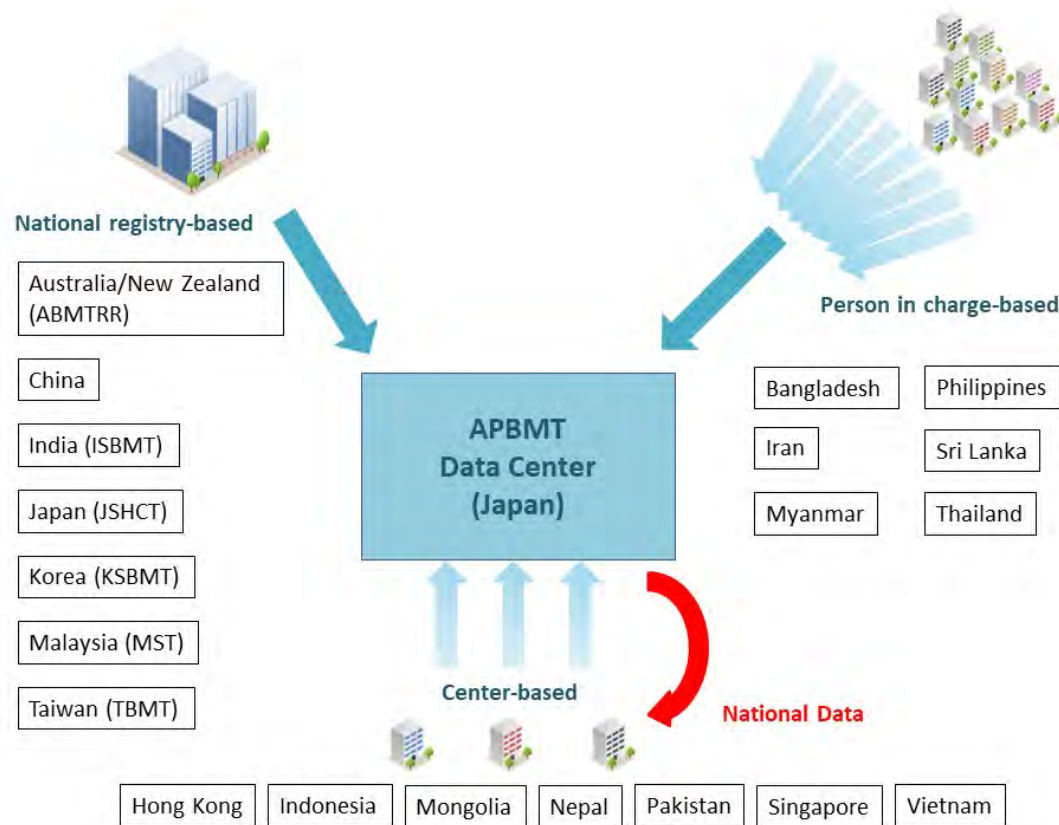 National registry-based
Australia/New Zealand
(ABMTRR)
China
India (ISBMT)
Japan (JSHCT)
Korea (KSBMT)
Malaysia (MST)
Taiwan (TBMT)
APBMT
Data Center
(Japan)
Person in charge-based
Bangladesh
Philippines
Iran
Sri Lanka
Myanmar
Thailand
Center-based
National Data
Hong Kong
Indonesia
Mongolia
Nepal
Pakistan
Singapore
Vietnam